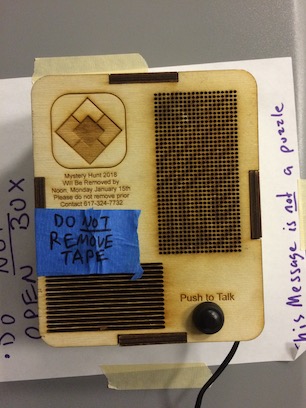 Mystery Hunt 2018
Will Be Removed by
Noon, Monday January 15th
Please do not remove prior
Contact 617-324-7732
DO NOT
REMOVE
TAPE
Push to Talk
DO NO
OPEN BOX
his Message is not a puzzle